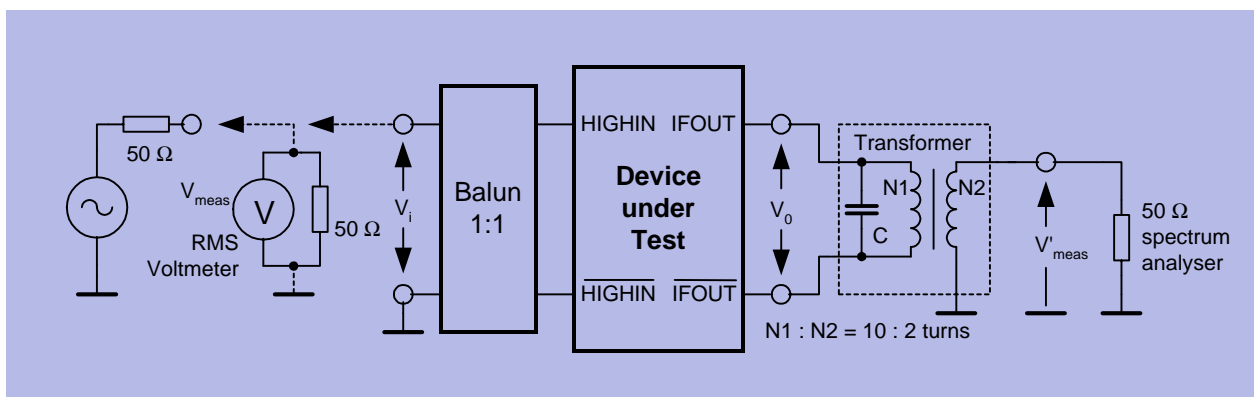 50 Ω
V meas
RMS
Voltmeter
V
50 Ω
Vi
Balun
1:1
HIGHIN IFOUT
Device
under
Test
HIGHIN IFOUT
V0
Transformer
N1 N2
C
N1 : N2 = 10 : 2 turns
V'meas
50 Ω
spectrum
analyser